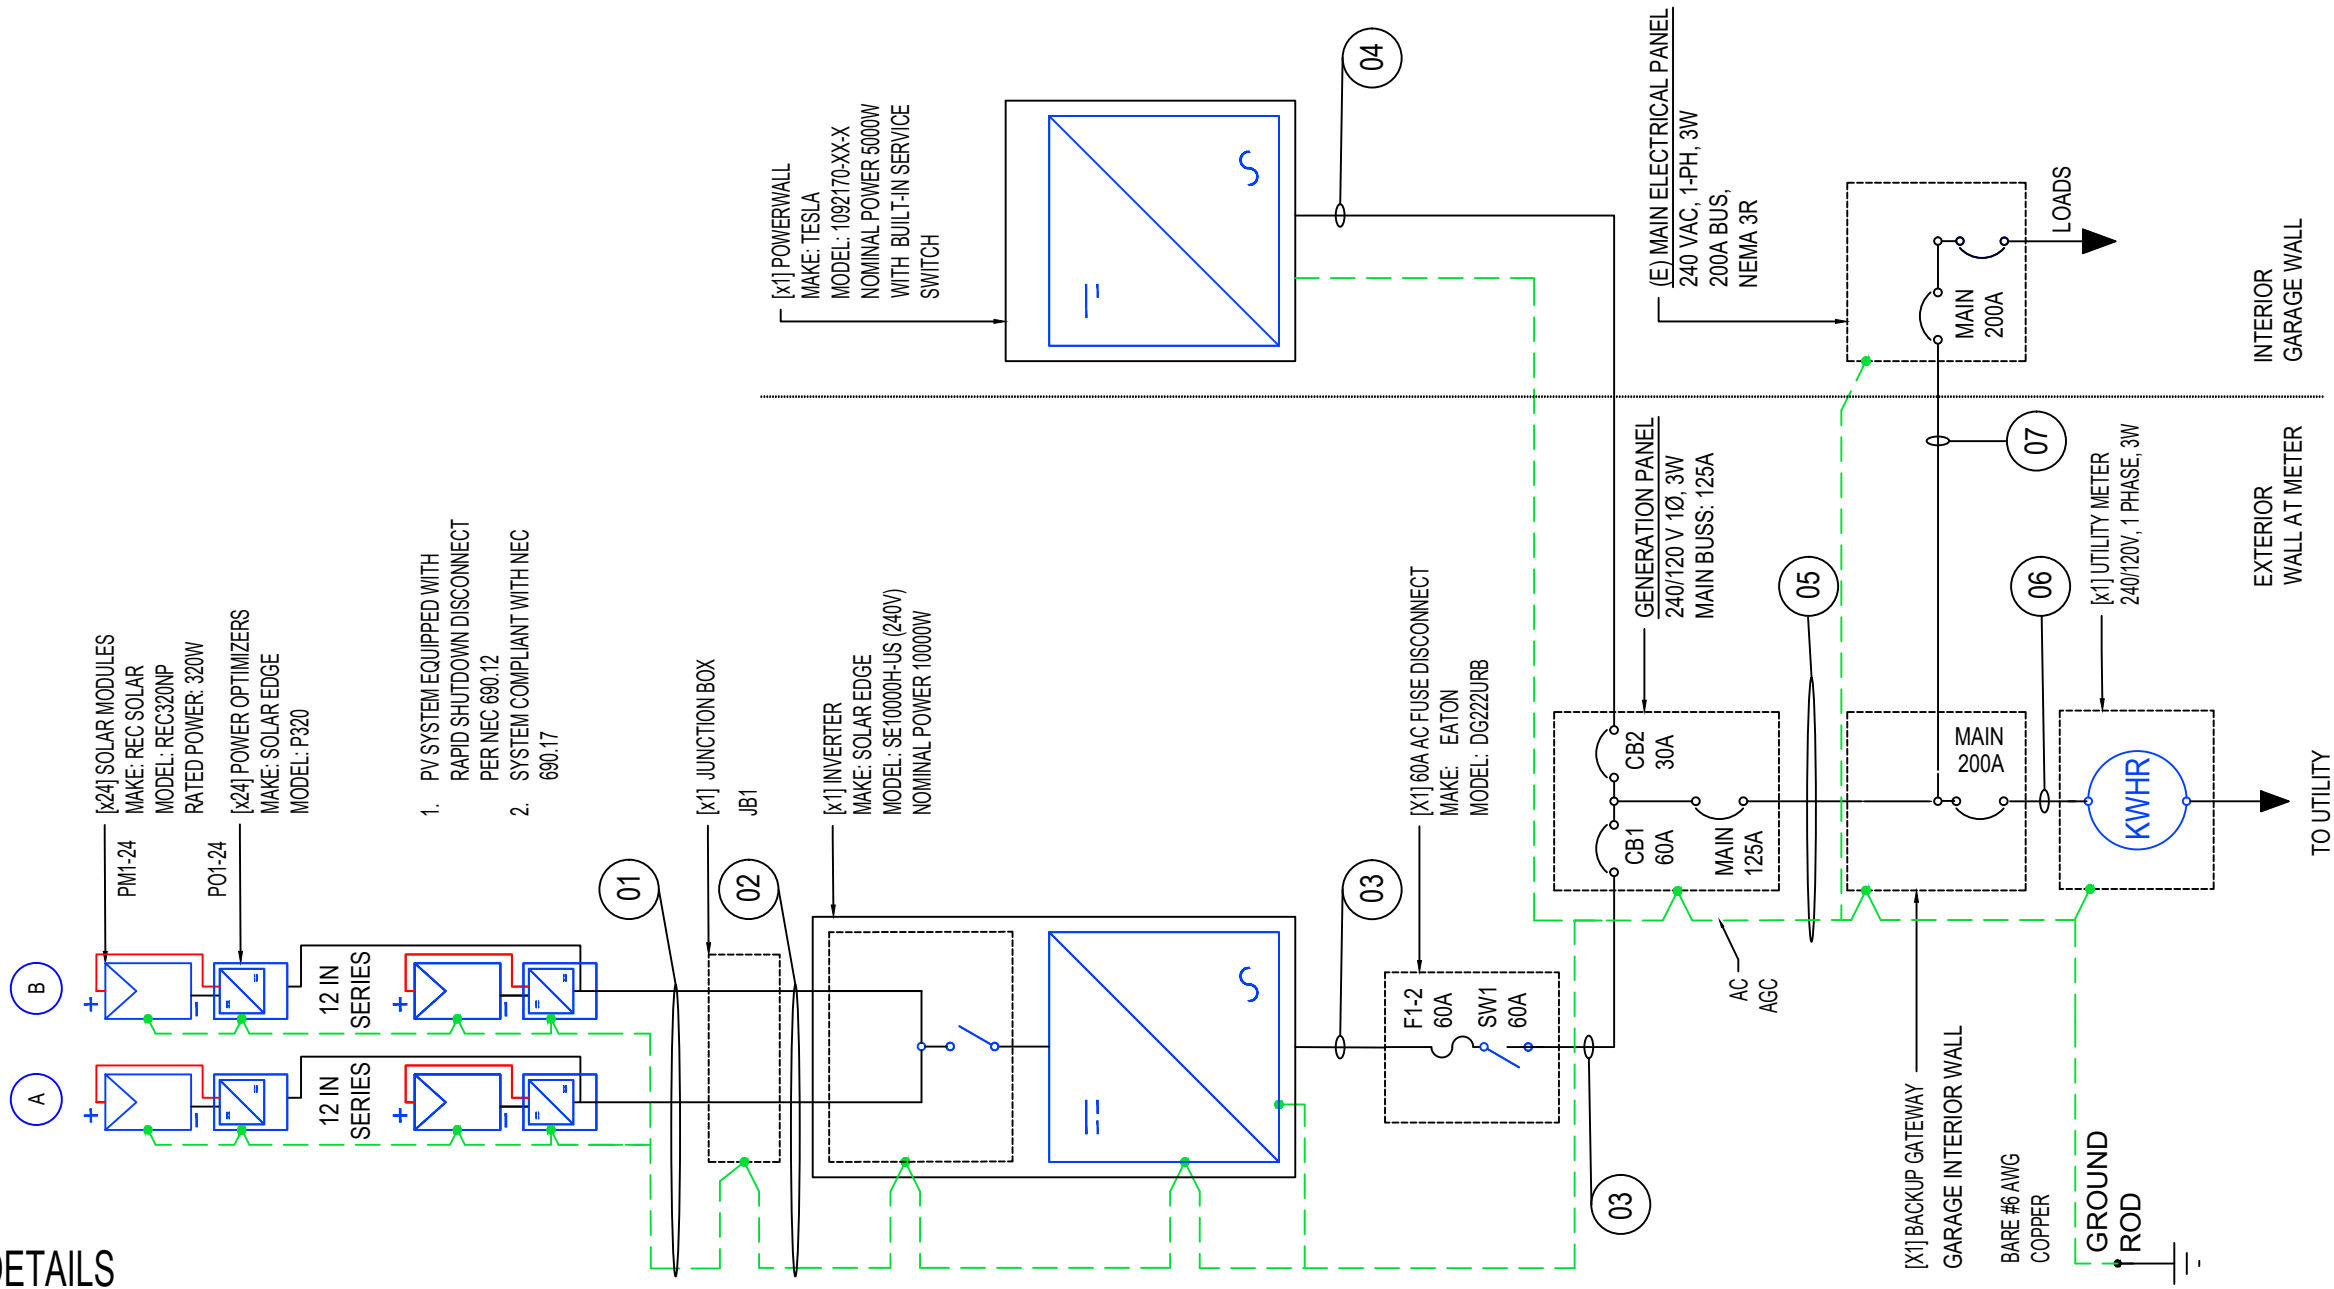 DETAILS
A
B
[x24] SOLAR MODULES
MAKE: REC SOLAR
MODEL: REC320NP
RATED POWER: 320W
PM1-24
[x24] POWER OPTIMIZERS
MAKE: SOLAR EDGE
MODEL: P320
PO1-24
12 IN
SERIES
12 IN
SERIES
1. PV SYSTEM EQUIPPED WITH
RAPID SHUTDOWN DISCONNECT
PER NEC 690.12
2. SYSTEM COMPLIANT WITH NEC
690.17
01
[x1] JUNCTION BOX
JB1
02
[x1] INVERTER
MAKE: SOLAR EDGE
MODEL: SE10000H-US (240V)
NOMINAL POWER 10000W
[x1] POWERWALL
MAKE: TESLA
MODEL: 1092170-XX-X
NOMINAL POWER 5000W
WITH BUILT-IN SERVICE
SWITCH
03
04
[X1] 60A AC FUSE DISCONNECT
MAKE: EATON
MODEL: DG222URB
F1-2
60A
SW1
60A
03
GENERATION PANEL
240/120 V 1Ø, 3W
MAIN BUSS: 125A
CB1
60A
CB2
30A
MAIN
125A
AC
AGC
05
(E) MAIN ELECTRICAL PANEL
240 VAC, 1-PH, 3W
200A BUS,
NEMA 3R
MAIN
200A
LOADS
MAIN
200A
[X1] BACKUP GATEWAY
GARAGE INTERIOR WALL
07
06
[x1] UTILITY METER
240/120V, 1 PHASE, 3W
KWHR
BARE #6 AWG
COPPER
GROUND
ROD
INTERIOR
GARAGE WALL
EXTERIOR
WALL AT METER
TO UTILITY